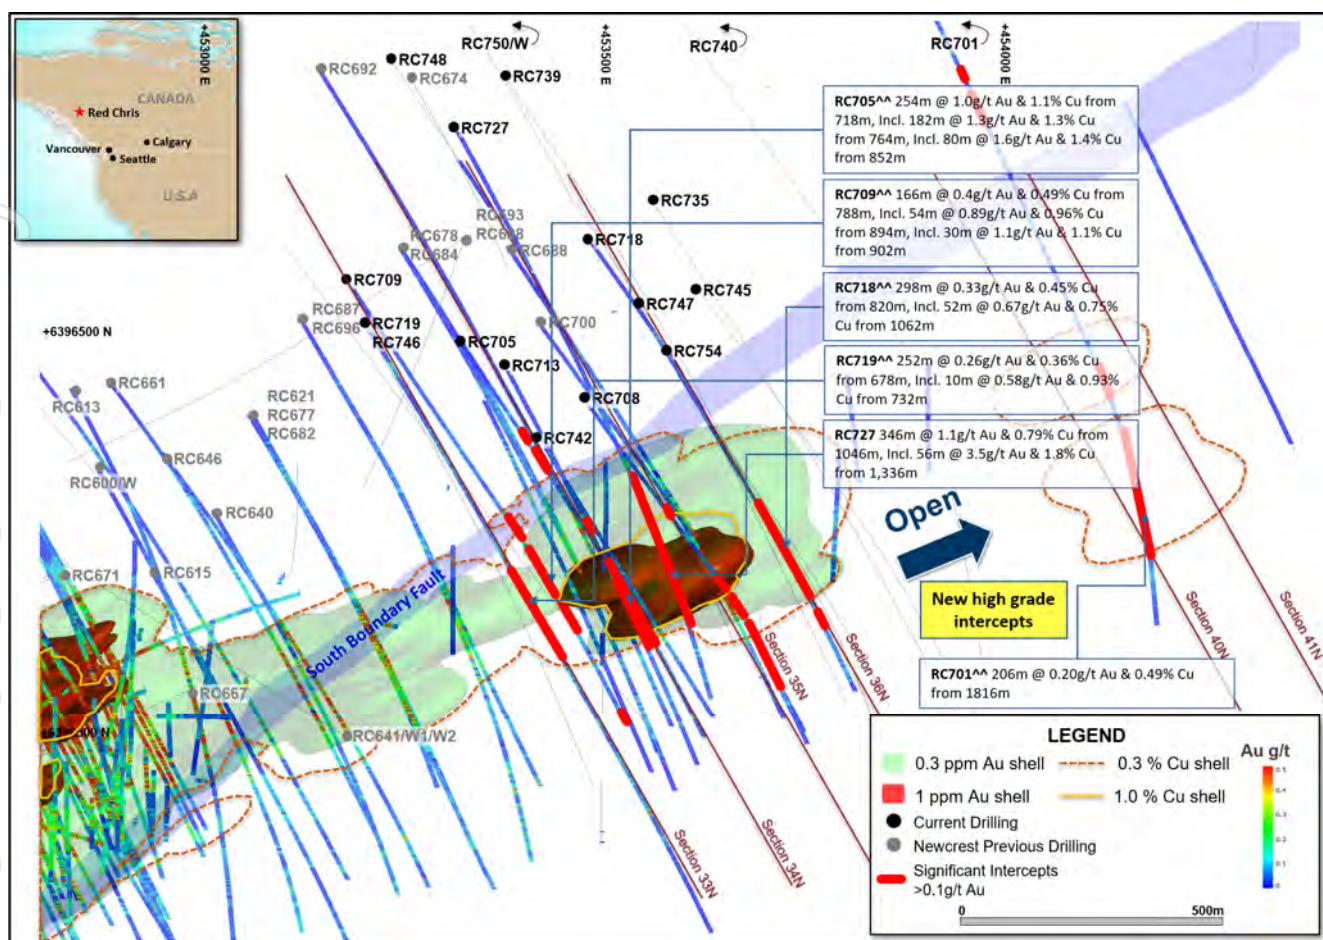 +453000 E
+453500 E
+454000 E
CANADA
Red Chris
Calgary
Vancouver
Seattle
U.S.A
RC692
RC748
RC674
RC750/W
RC739
RC740
RC701
RC727
RC735
RC693
RC678
RC684
RC688
RC718
RC709
RC745
RC747
RC687
RC696
RC719
RC746
RC700
RC705
RC754
RC713
+6396500 N
RC661
RC613
RC621
RC677
RC682
RC708
RC742
RC646
RC600/W
RC640
RC671
RC615
RC667
RC641/W1/W2
South Boundary Fault
RC705^^ 254m @ 1.0g/t Au & 1.1% Cu from
718m, Incl. 182m @ 1.3g/t Au & 1.3% Cu
from 764m, Incl. 80m @ 1.6g/t Au & 1.4% Cu
from 852m
RC709^^ 166m @ 0.4g/t Au & 0.49% Cu from
788m, Incl. 54m @ 0.89g/t Au & 0.96% Cu
from 894m, Incl. 30m @ 1.1g/t Au & 1.1% Cu
from 902m
RC718^^ 298m @ 0.33g/t Au & 0.45% Cu
from 820m, Incl. 52m @ 0.67g/t Au & 0.75%
Cu from 1062m
RC719^^ 252m @ 0.26g/t Au & 0.36% Cu
from 678m, Incl. 10m @ 0.58g/t Au & 0.93%
Cu from 732m
RC727 346m @ 1.1g/t Au & 0.79% Cu from
1046m, Incl. 56m @ 3.5g/t Au & 1.8% Cu
from 1,336m
Open
New high grade
intercepts
RC701^^ 206m @ 0.20g/t Au & 0.49% Cu
from 1816m
Section 33N
Section 34N
Section 35N
Section 36N
Section 40N
Section 41N
LEGEND
0.3 ppm Au shell
0.3 % Cu shell
1 ppm Au shell
1.0 % Cu shell
Current Drilling
Newcrest Previous Drilling
Significant Intercepts
>0.1g/t Au
Au g/t
0.5
0.4
0.3
0.2
0.1
0
0
500m